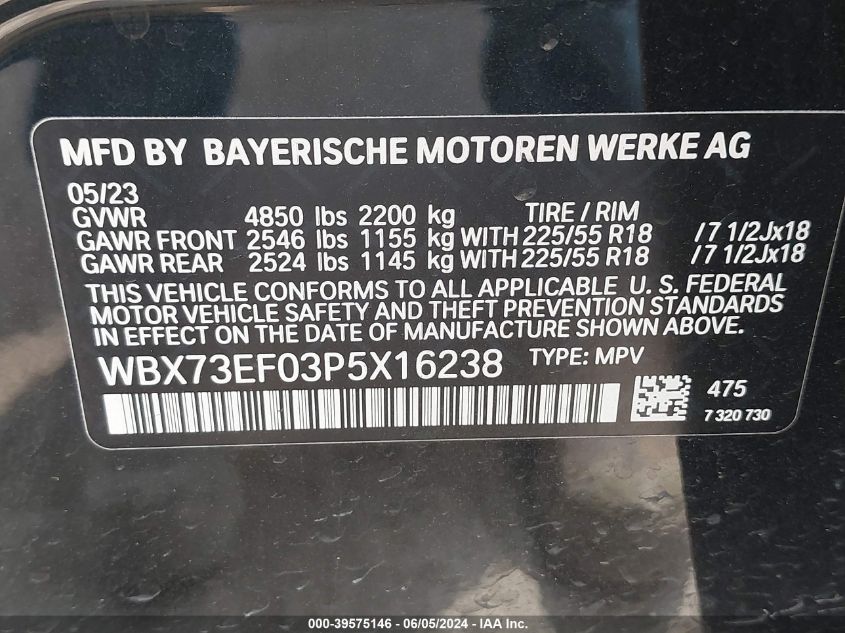 MFD BY BAYERISCHE MOTOREN WERKE AG
05/23
GVWR 4850 lbs 2200 kg TIRE / RIM
GAWR FRONT 2546 lbs 1155 kg WITH 225/55 R18 /7 1/2Jx18
GAWR REAR 2524 lbs 1145 kg WITH 225/55 R18 /7 1/2Jx18
THIS VEHICLE CONFORMS TO ALL APPLICABLE U. S. FEDERAL
MOTOR VEHICLE SAFETY AND THEFT PREVENTION STANDARDS
IN EFFECT ON THE DATE OF MANUFACTURE SHOWN ABOVE.
WBX73EF03P5X16238 TYPE: MPV
475
7 320 730
000-39575146 - 06/05/2024 - IAA Inc.